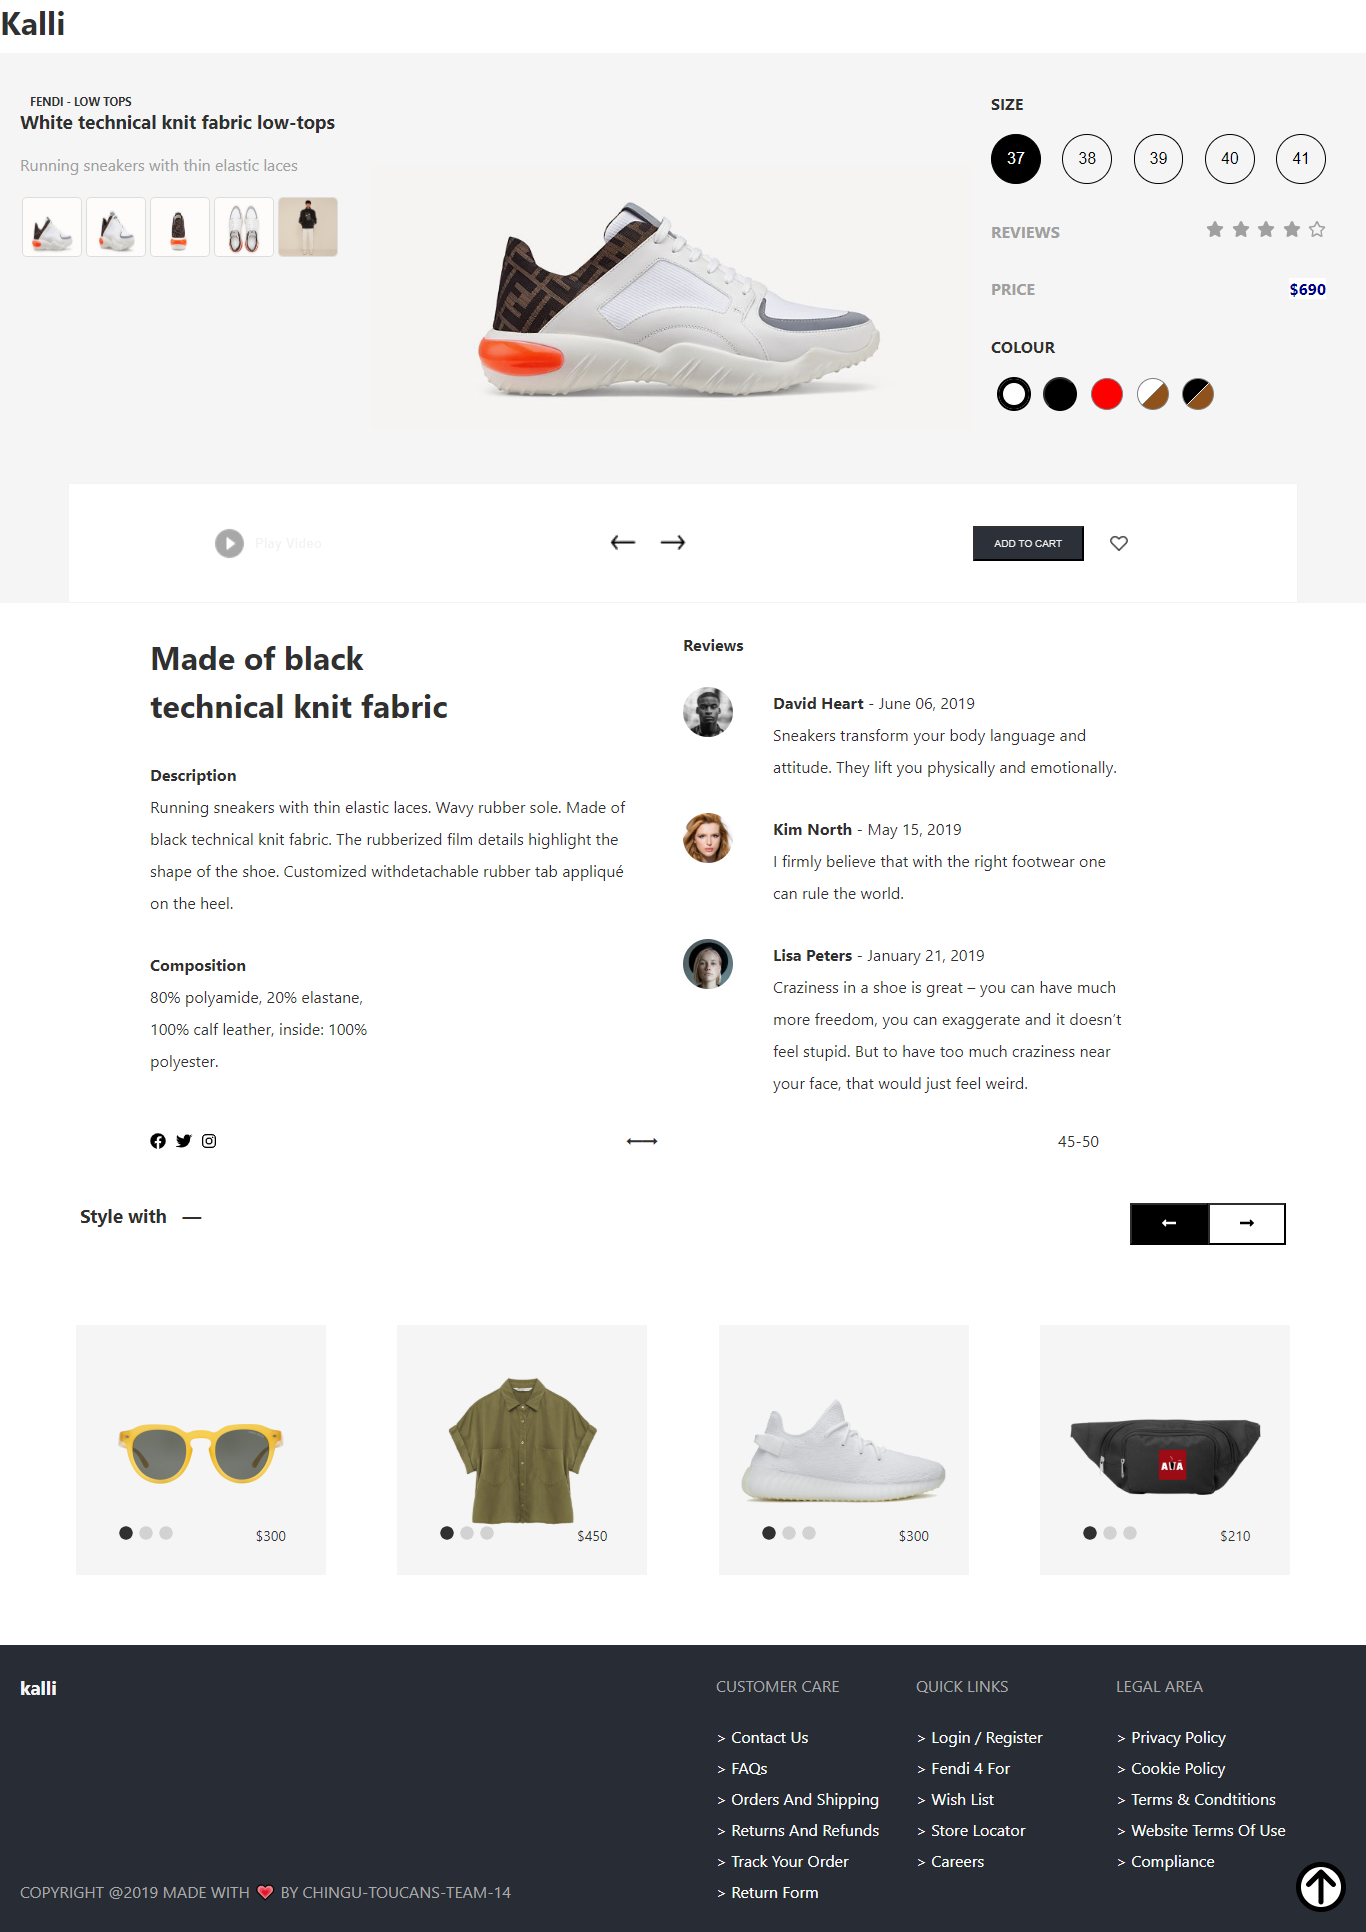 Kalli
FENDI - LOW TOPS
White technical knit fabric low-tops
Running sneakers with thin elastic laces
SIZE
37 38 39 40 41
REVIEWS
PRICE $690
COLOUR
Play Video
ADD TO CART
Made of black
technical knit fabric
Description
Running sneakers with thin elastic laces. Wavy rubber sole. Made of
black technical knit fabric. The rubberized film details highlight the
shape of the shoe. Customized withdetachable rubber tab appliqué
on the heel.
Composition
80% polyamide, 20% elastane,
100% calf leather, inside: 100%
polyester.
Reviews
David Heart - June 06, 2019
Sneakers transform your body language and
attitude. They lift you physically and emotionally.
Kim North - May 15, 2019
I firmly believe that with the right footwear one
can rule the world.
Lisa Peters - January 21, 2019
Craziness in a shoe is great – you can have much
more freedom, you can exaggerate and it doesn't
feel stupid. But to have too much craziness near
your face, that would just feel weird.
45-50
Style with —
$300
$450
$300
$210
kalli
CUSTOMER CARE
> Contact Us
> FAQs
> Orders And Shipping
> Returns And Refunds
> Track Your Order
> Return Form
QUICK LINKS
> Login / Register
> Fendi 4 For
> Wish List
> Store Locator
> Careers
LEGAL AREA
> Privacy Policy
> Cookie Policy
> Terms & Condtitions
> Website Terms Of Use
> Compliance
COPYRIGHT @2019 MADE WITH ❤️ BY CHINGU-TOUCANS-TEAM-14